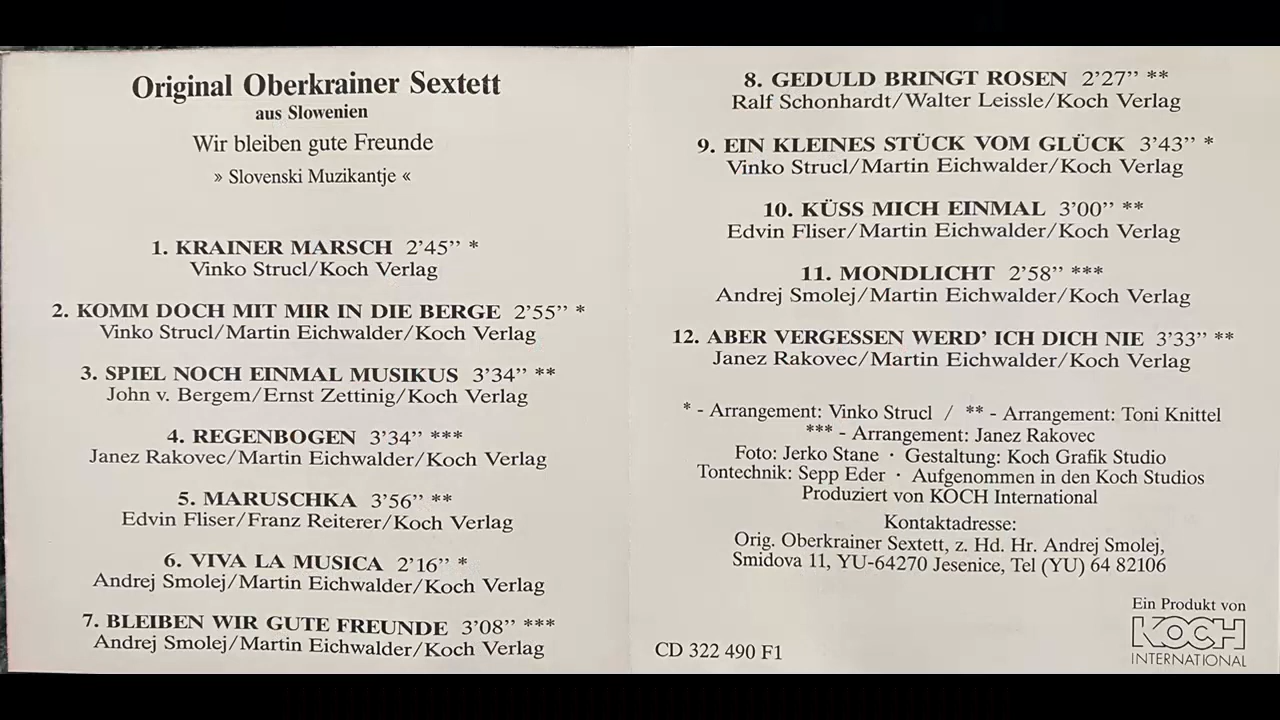 Original Oberkrainer Sextett
aus Slowenien
Wir bleiben gute Freunde
» Slovenski Muzikantje «
1. KRAINER MARSCH 2’45” *
Vinko Strucl/Koch Verlag
2. KOMM DOCH MIT MIR IN DIE BERGE 2’55” *
Vinko Strucl/Martin Eichwalder/Koch Verlag
3. SPIEL NOCH EINMAL MUSIKUS 3’34” **
John v. Bergem/Ernst Zettinig/Koch Verlag
4. REGENBOGEN 3’34” ***
Janez Rakovec/Martin Eichwalder/Koch Verlag
5. MARUSCHKA 3’56” **
Edvin Fliser/Franz Reiterer/Koch Verlag
6. VIVA LA MUSICA 2’16” *
Andrej Smolej/Martin Eichwalder/Koch Verlag
7. BLEIBEN WIR GUTE FREUNDE 3’08” ***
Andrej Smolej/Martin Eichwalder/Koch Verlag
8. GEDULD BRINGT ROSEN 2’27” **
Ralf Schonhardt/Walter Leissle/Koch Verlag
9. EIN KLEINES STÜCK VOM GLÜCK 3’43” *
Vinko Strucl/Martin Eichwalder/Koch Verlag
10. KÜSS MICH EINMAL 3’00” **
Edvin Fliser/Martin Eichwalder/Koch Verlag
11. MONDLICHT 2’58” ***
Andrej Smolej/Martin Eichwalder/Koch Verlag
12. ABER VERGESSEN WERD’ ICH DICH NIE 3’33” **
Janez Rakovec/Martin Eichwalder/Koch Verlag
* - Arrangement: Vinko Strucl / ** - Arrangement: Toni Knittel
*** - Arrangement: Janez Rakovec
Foto: Jerko Stane · Gestaltung: Koch Grafik Studio
Tontechnik: Sepp Eder · Aufgenommen in den Koch Studios
Produziert von KOCH International
Kontaktadresse:
Orig. Oberkrainer Sextett, z. Hd. Hr. Andrej Smolej,
Smidova 11, YU-64270 Jesenice, Tel (YU) 64 82106
Ein Produkt von
KOCH
INTERNATIONAL
CD 322 490 F1